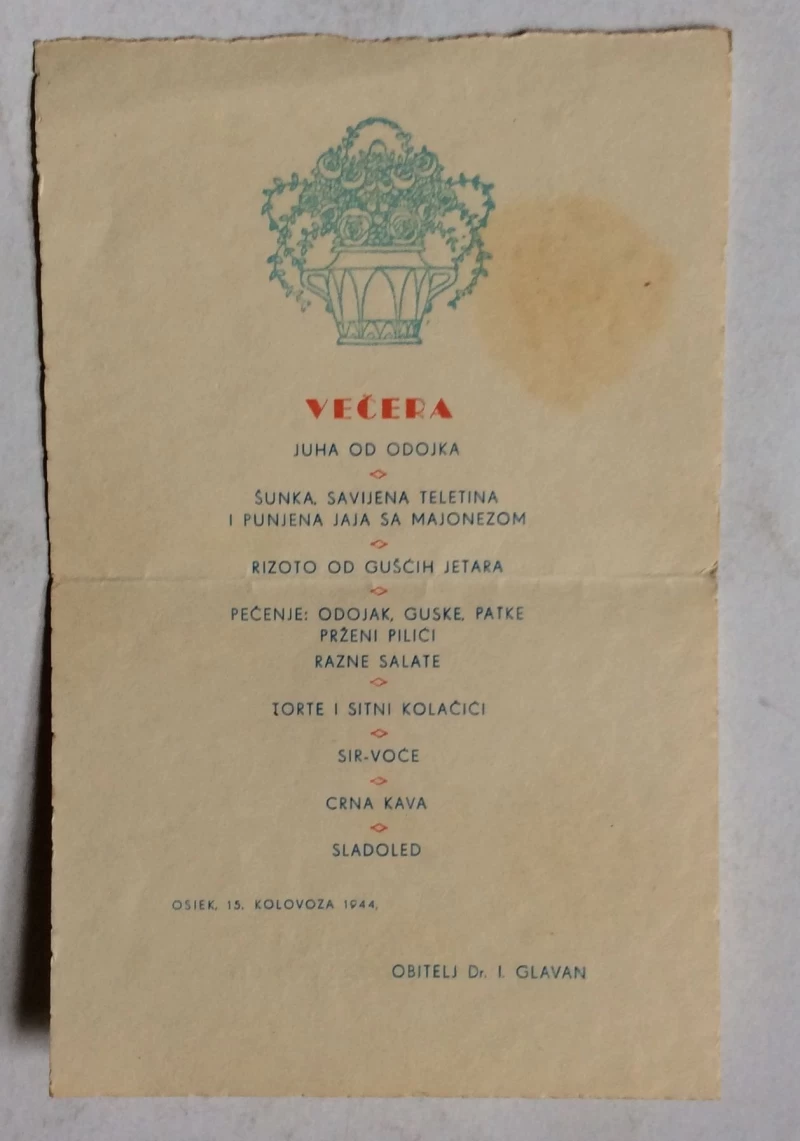 VEČERA
JUHA OD ODOJKA
ŠUNKA, SAVIJENA TELETINA
I PUNJENA JAJA SA MAJONEZOM
RIZOTO OD GUŠČIH JETARA
PEČENJE: ODOJAK, GUSKE, PATKE
PRŽENI PILIĆI
RAZNE SALATE
TORTE I SITNI KOLAČIĆI
SIR-VOĆE
CRNA KAVA
SLADOLED
OSIEK, 15. KOLOVOZA 1944,
OBITELJ Dr. I. GLAVAN